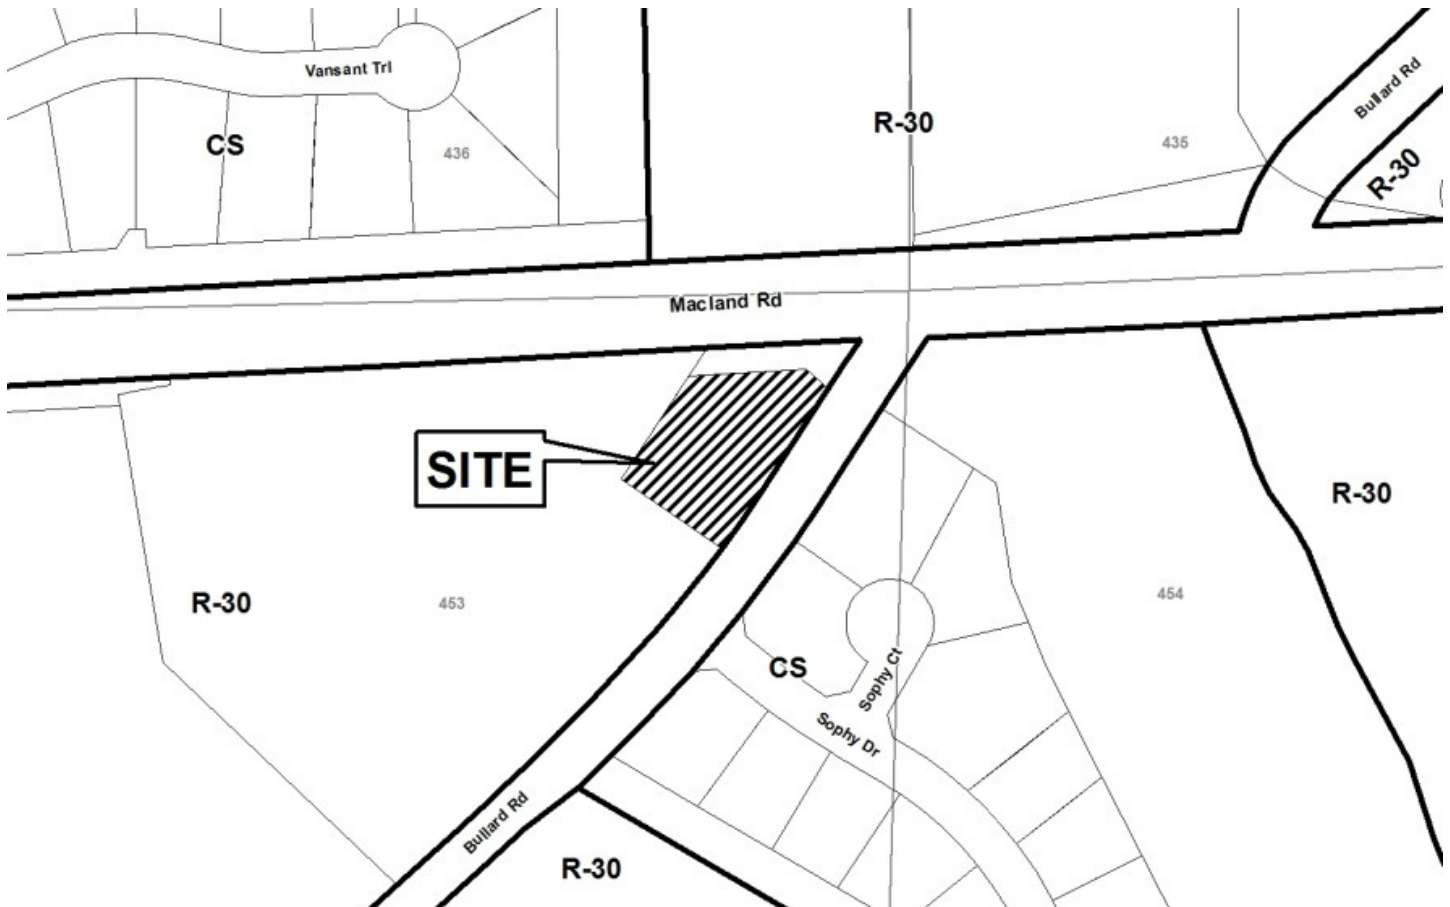 Vansant Trl
Bullard Rd
R-30
CS
436
435
R-30
Macland Rd
SITE
R-30
R-30
453
454
CS
Sophy Ct
Sophy Dr
Bullard Rd
R-30